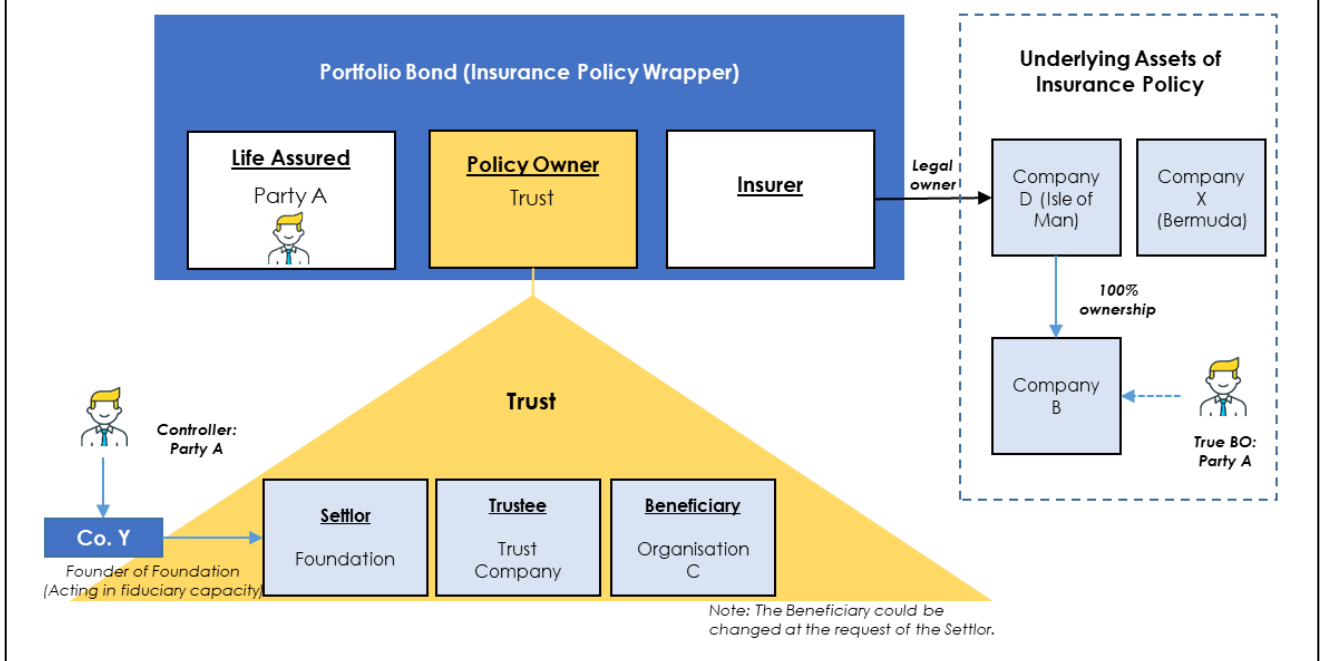 Portfolio Bond (Insurance Policy Wrapper)
Life Assured
Party A
Policy Owner
Trust
Insurer
Legal
owner
Underlying Assets of
Insurance Policy
Company
D (Isle of
Man)
Company
X
(Bermuda)
100%
ownership
Company
B
True BO:
Party A
Trust
Controller:
Party A
Co. Y
Founder of Foundation
(Acting in fiduciary capacity)
Settlor
Foundation
Trustee
Trust
Company
Beneficiary
Organisation
C
Note: The Beneficiary could be
changed at the request of the Settlor.